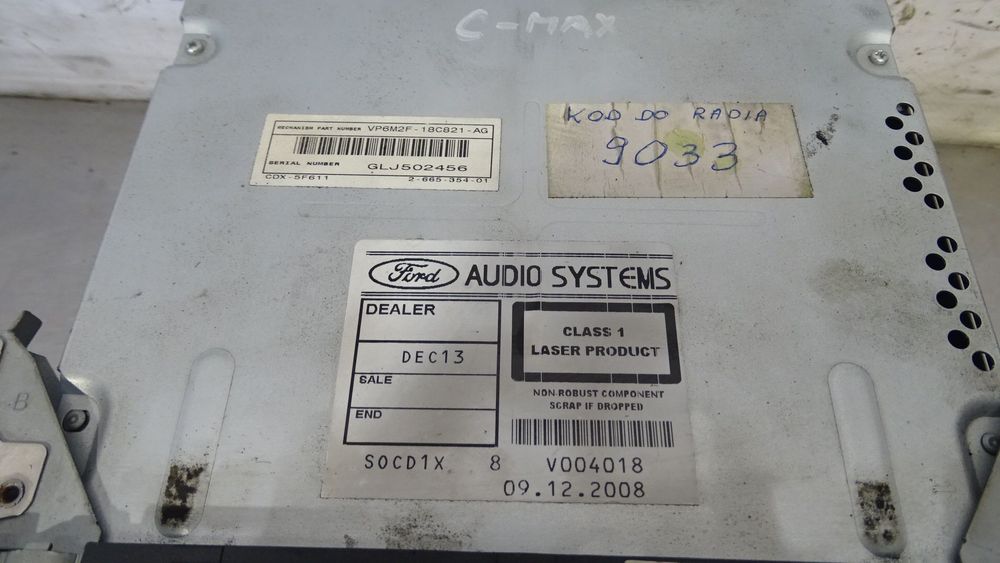 C-MAX
MECHANISM PART NUMBER VP6M2F-18C821-AG
SERIAL NUMBER GLJ502456
CDX-5F611 2-665-354-01
KOD DO RADIA
9033
Ford AUDIO SYSTEMS
DEALER
DEC13
SALE
END
CLASS 1
LASER PRODUCT
NON-ROBUST COMPONENT
SCRAP IF DROPPED
SOCD1X 8 V004018
09.12.2008
B